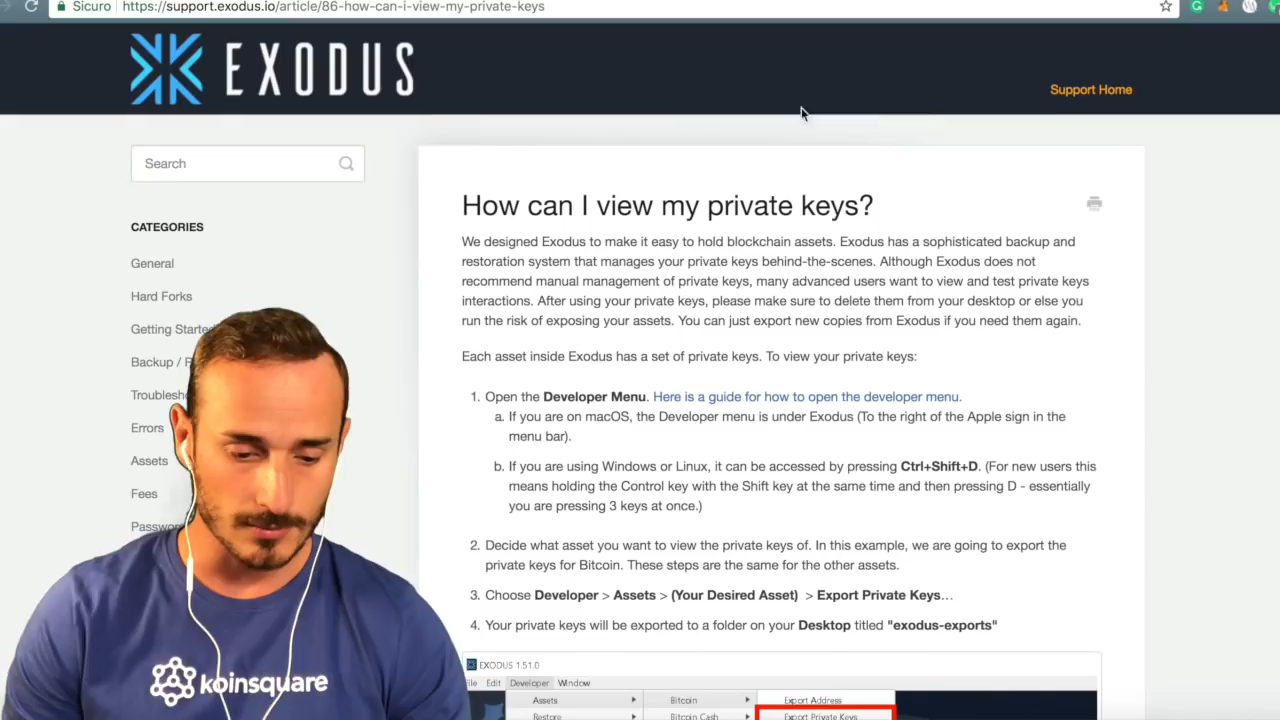 Sicuro https://support.exodus.io/article/86-how-can-i-view-my-private-keys
EXODUS
Support Home
Search
CATEGORIES
General
Hard Forks
Getting Started
Backup /
Errors
Assets
Fees
How can I view my private keys?
We designed Exodus to make it easy to hold blockchain assets. Exodus has a sophisticated backup and
restoration system that manages your private keys behind-the-scenes. Although Exodus does not
recommend manual management of private keys, many advanced users want to view and test private keys
interactions. After using your private keys, please make sure to delete them from your desktop or else you
run the risk of exposing your assets. You can just export new copies from Exodus if you need them again.
Each asset inside Exodus has a set of private keys. To view your private keys:
1. Open the Developer Menu. Here is a guide for how to open the developer menu.
a. If you are on macOS, the Developer menu is under Exodus (To the right of the Apple sign in the
menu bar).
b. If you are using Windows or Linux, it can be accessed by pressing Ctrl+Shift+D. (For new users this
means holding the Control key with the Shift key at the same time and then pressing D - essentially
you are pressing 3 keys at once.)
2. Decide what asset you want to view the private keys of. In this example, we are going to export the
private keys for Bitcoin. These steps are the same for the other assets.
3. Choose Developer > Assets > (Your Desired Asset) > Export Private Keys...
4. Your private keys will be exported to a folder on your Desktop titled "exodus-exports"
EXODUS 1.51.0
Edit Developer Window
Assets Bitcoin Export Address
Restore Bitcoin Cash Export Private Keys
koinsquare